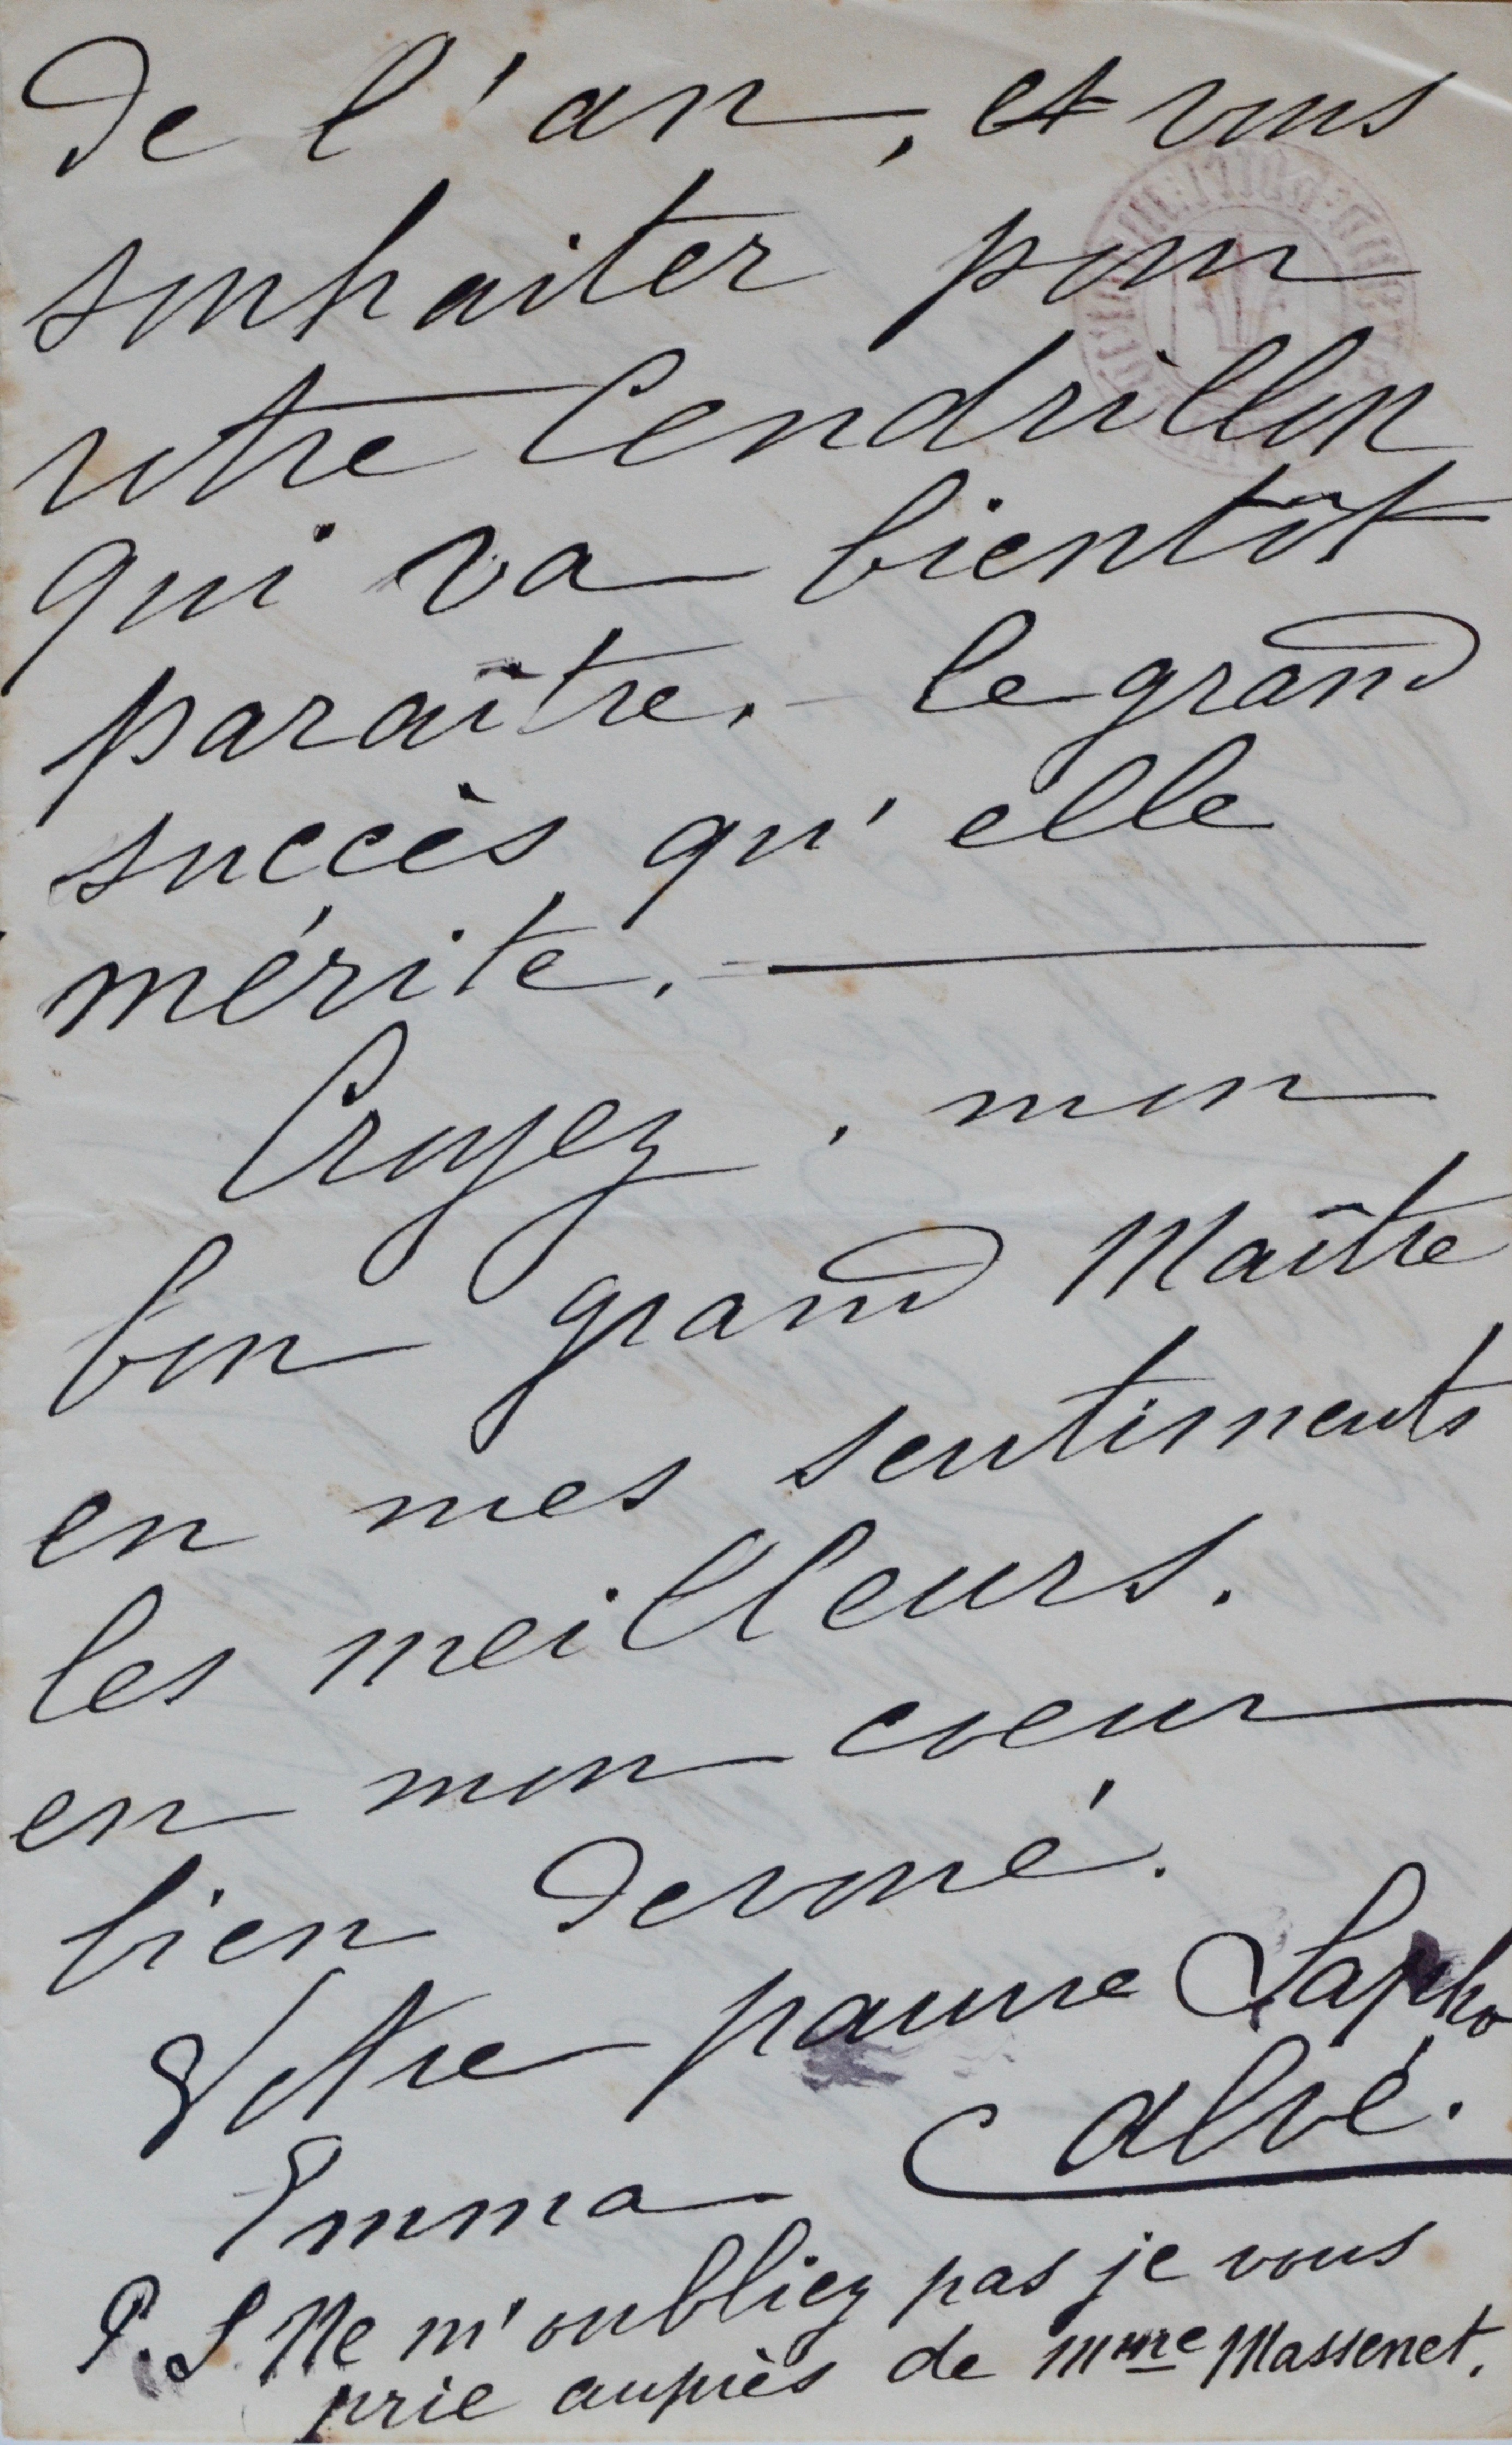 de l'an, et vous
souhaiter pour
votre Cendrillon
qui va bientôt
paraître. - le grand
succès qu'elle
mérite. —
Croyez, mon
bon grand Maître
en mes sentiments
les meilleurs.
en mon coeur
bien devoué.
Votre pauvre Sapho
Emma Calvé.
P. S. Ne m'oubliez pas je vous
prie auprès de Mme Massenet.